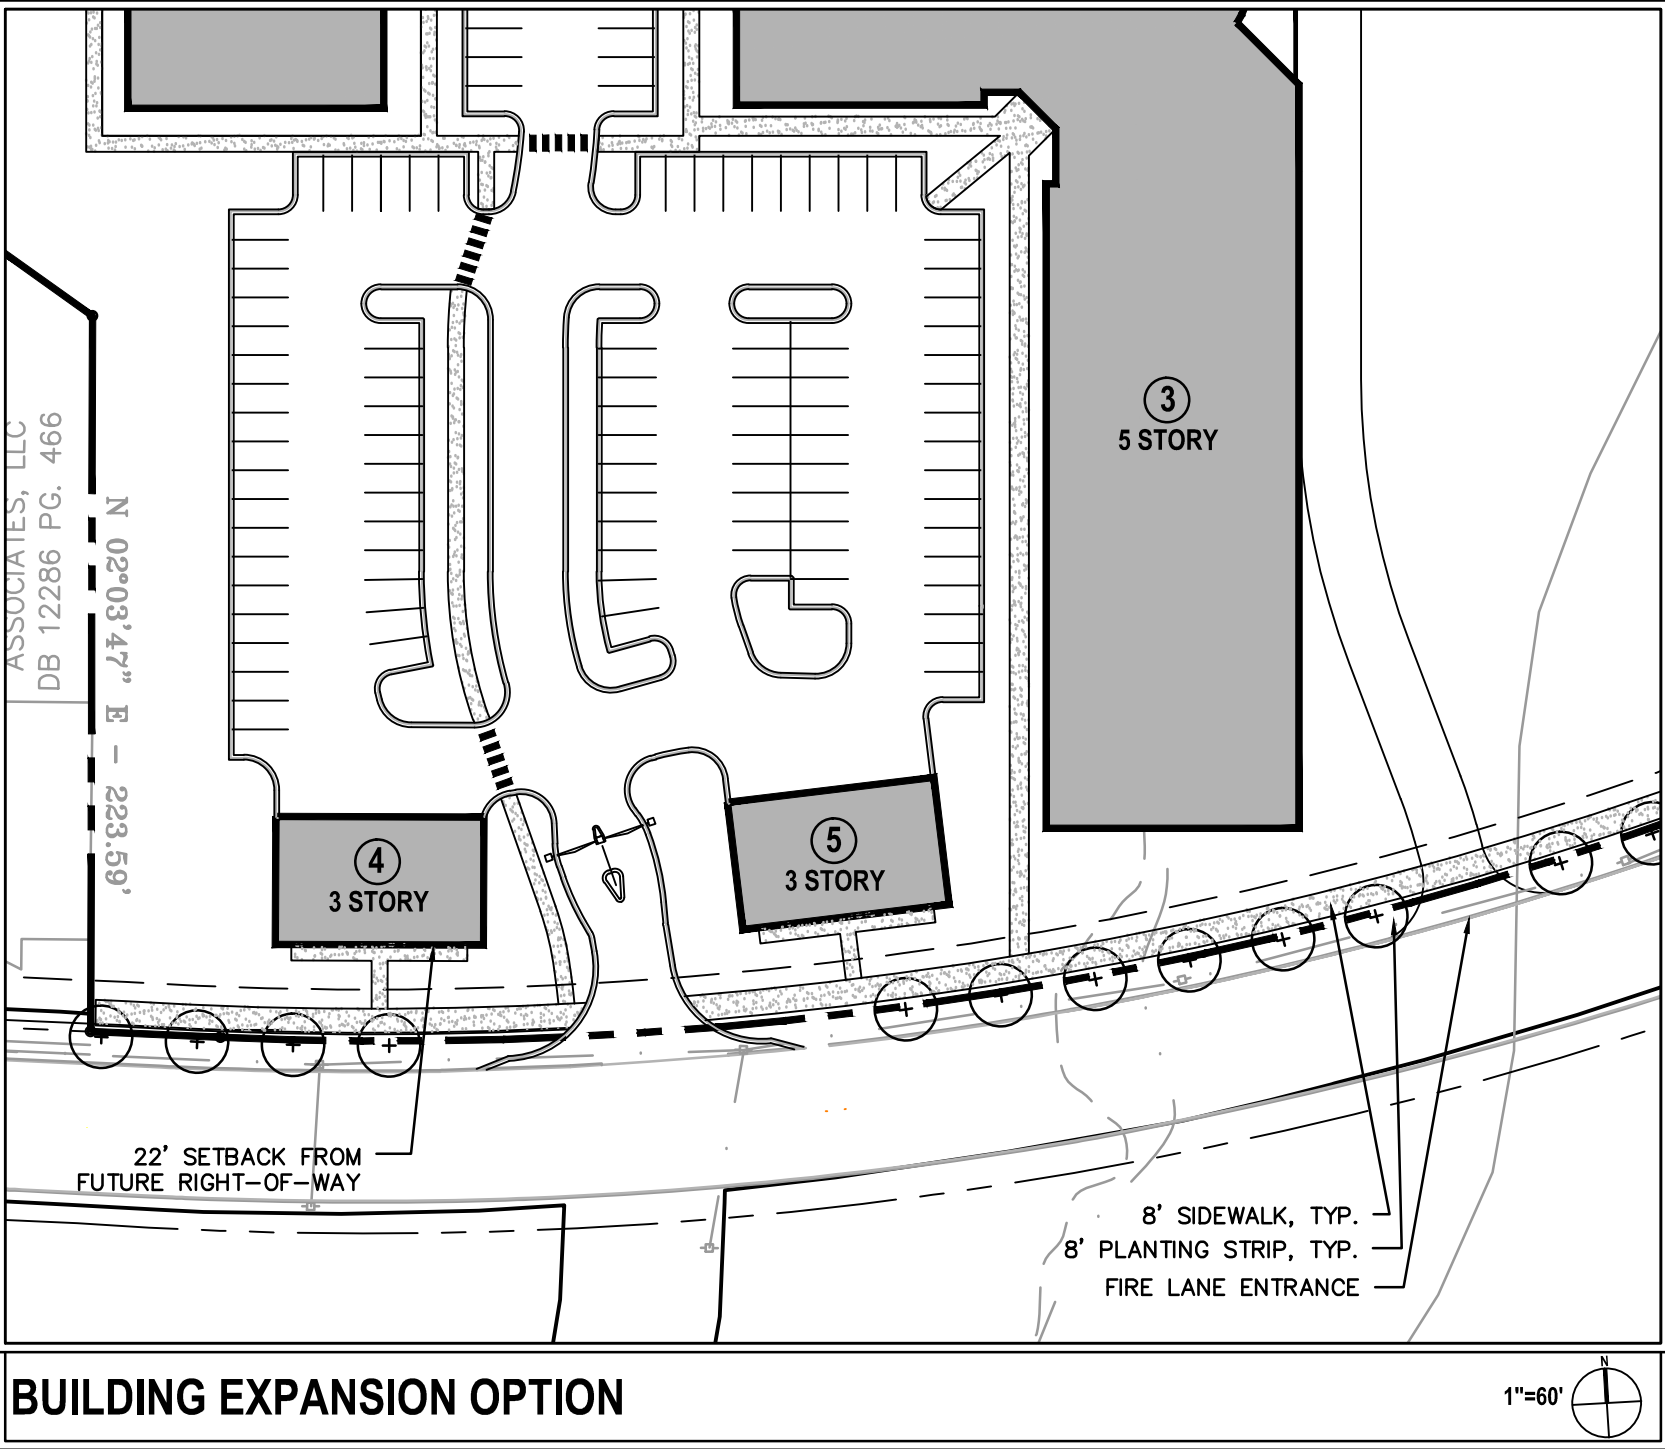 3
5 STORY
ASSOCIATES, LLC
DB 12286 PG. 466
N 02°03'47" E - 223.59'
4
3 STORY
5
3 STORY
22' SETBACK FROM
FUTURE RIGHT-OF-WAY
8' SIDEWALK, TYP.
8' PLANTING STRIP, TYP.
FIRE LANE ENTRANCE
BUILDING EXPANSION OPTION
1"=60'
N